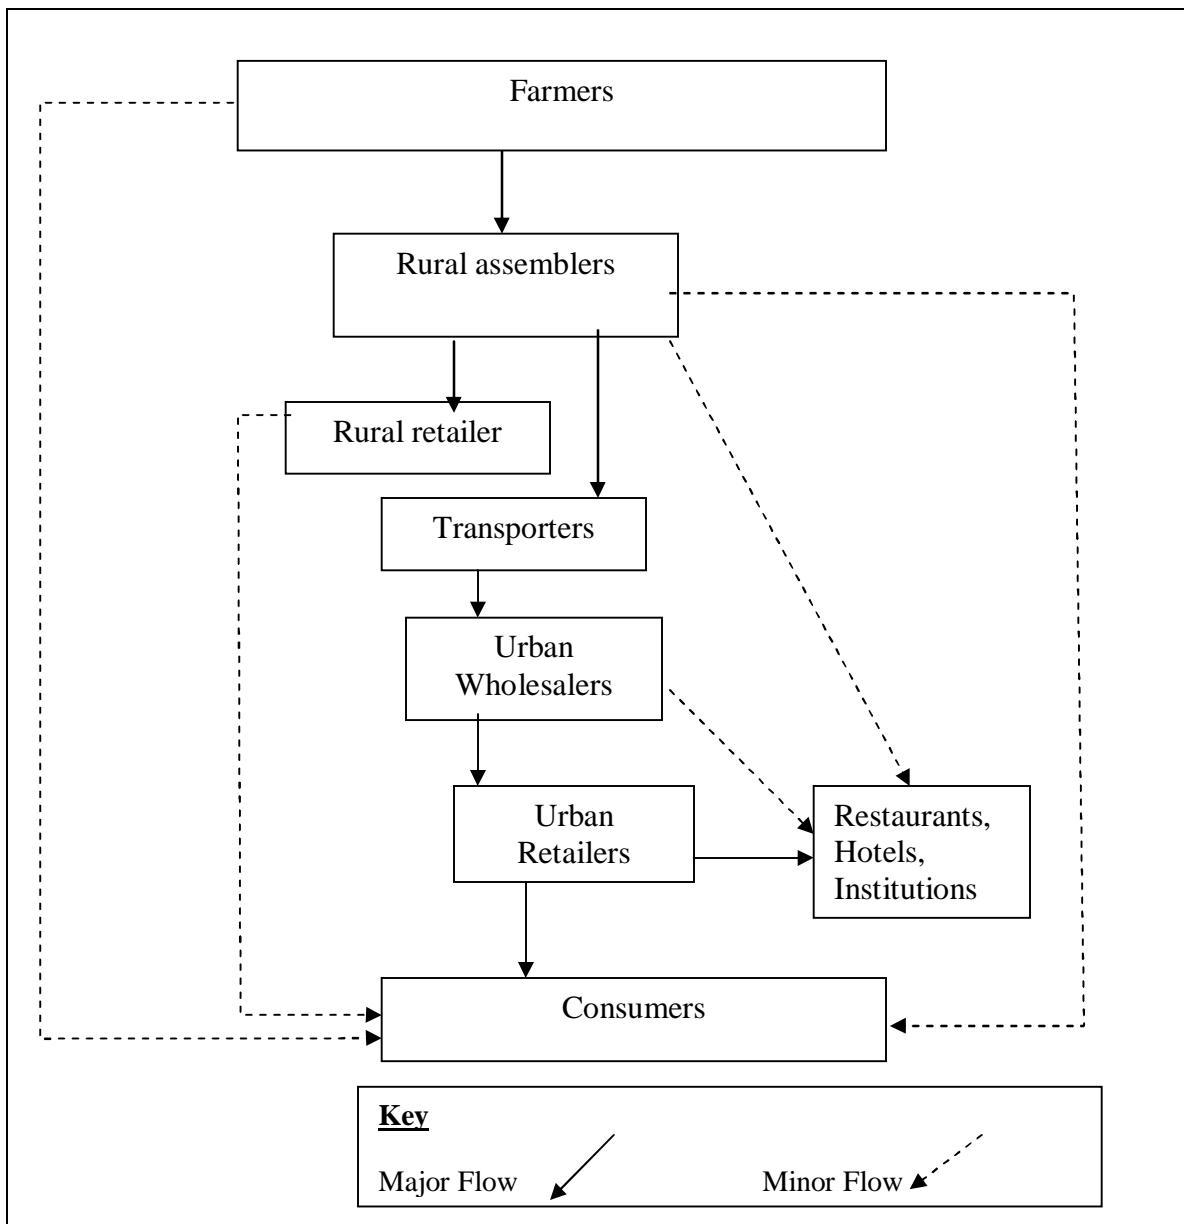 Farmers
Rural assemblers
Rural retailer
Transporters
Urban
Wholesalers
Urban
Retailers
Restaurants,
Hotels,
Institutions
Consumers
Key
Major Flow Minor Flow